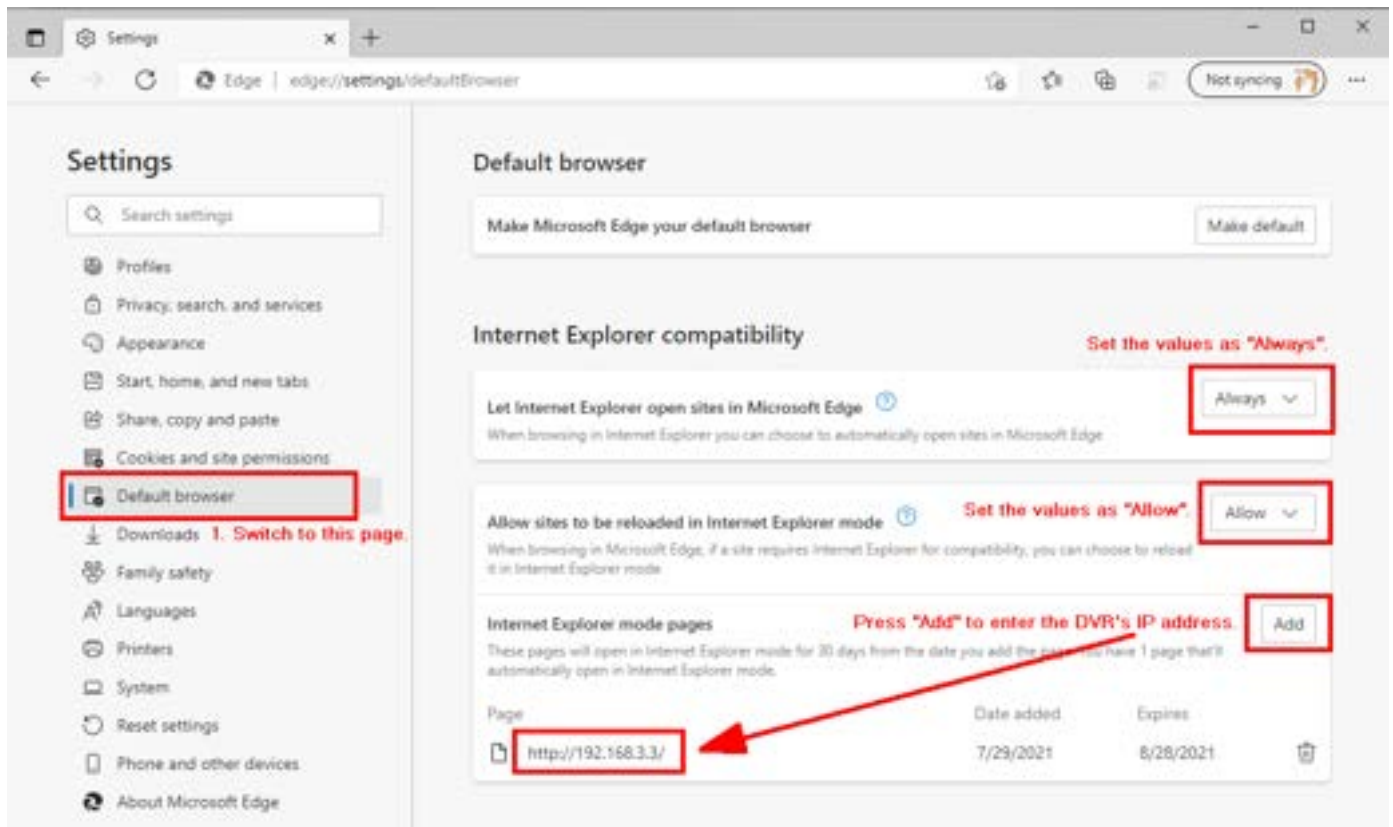 Settings
Edge | edge://settings/defaultBrowser
Not syncing
Settings
Search settings
Profiles
Privacy, search, and services
Appearance
Start, home, and new tabs
Share, copy and paste
Cookies and site permissions
Default browser
Downloads
1. Switch to this page.
Family safety
Languages
Printers
System
Reset settings
Phone and other devices
About Microsoft Edge
Default browser
Make Microsoft Edge your default browser
Make default
Internet Explorer compatibility
Set the values as "Always".
Let Internet Explorer open sites in Microsoft Edge
Always
When browsing in Internet Explorer you can choose to automatically open sites in Microsoft Edge
Allow sites to be reloaded in Internet Explorer mode
Set the values as "Allow".
Allow
When browsing in Microsoft Edge, if a site requires Internet Explorer for compatibility, you can choose to reload
it in Internet Explorer mode
Internet Explorer mode pages
Press "Add" to enter the DVR's IP address.
Add
These pages will open in Internet Explorer mode for 30 days from the date you add the page. You have 1 page that'll
automatically open in Internet Explorer mode.
Page
Date added
Expires
http://192.168.3.3/
7/29/2021
8/28/2021